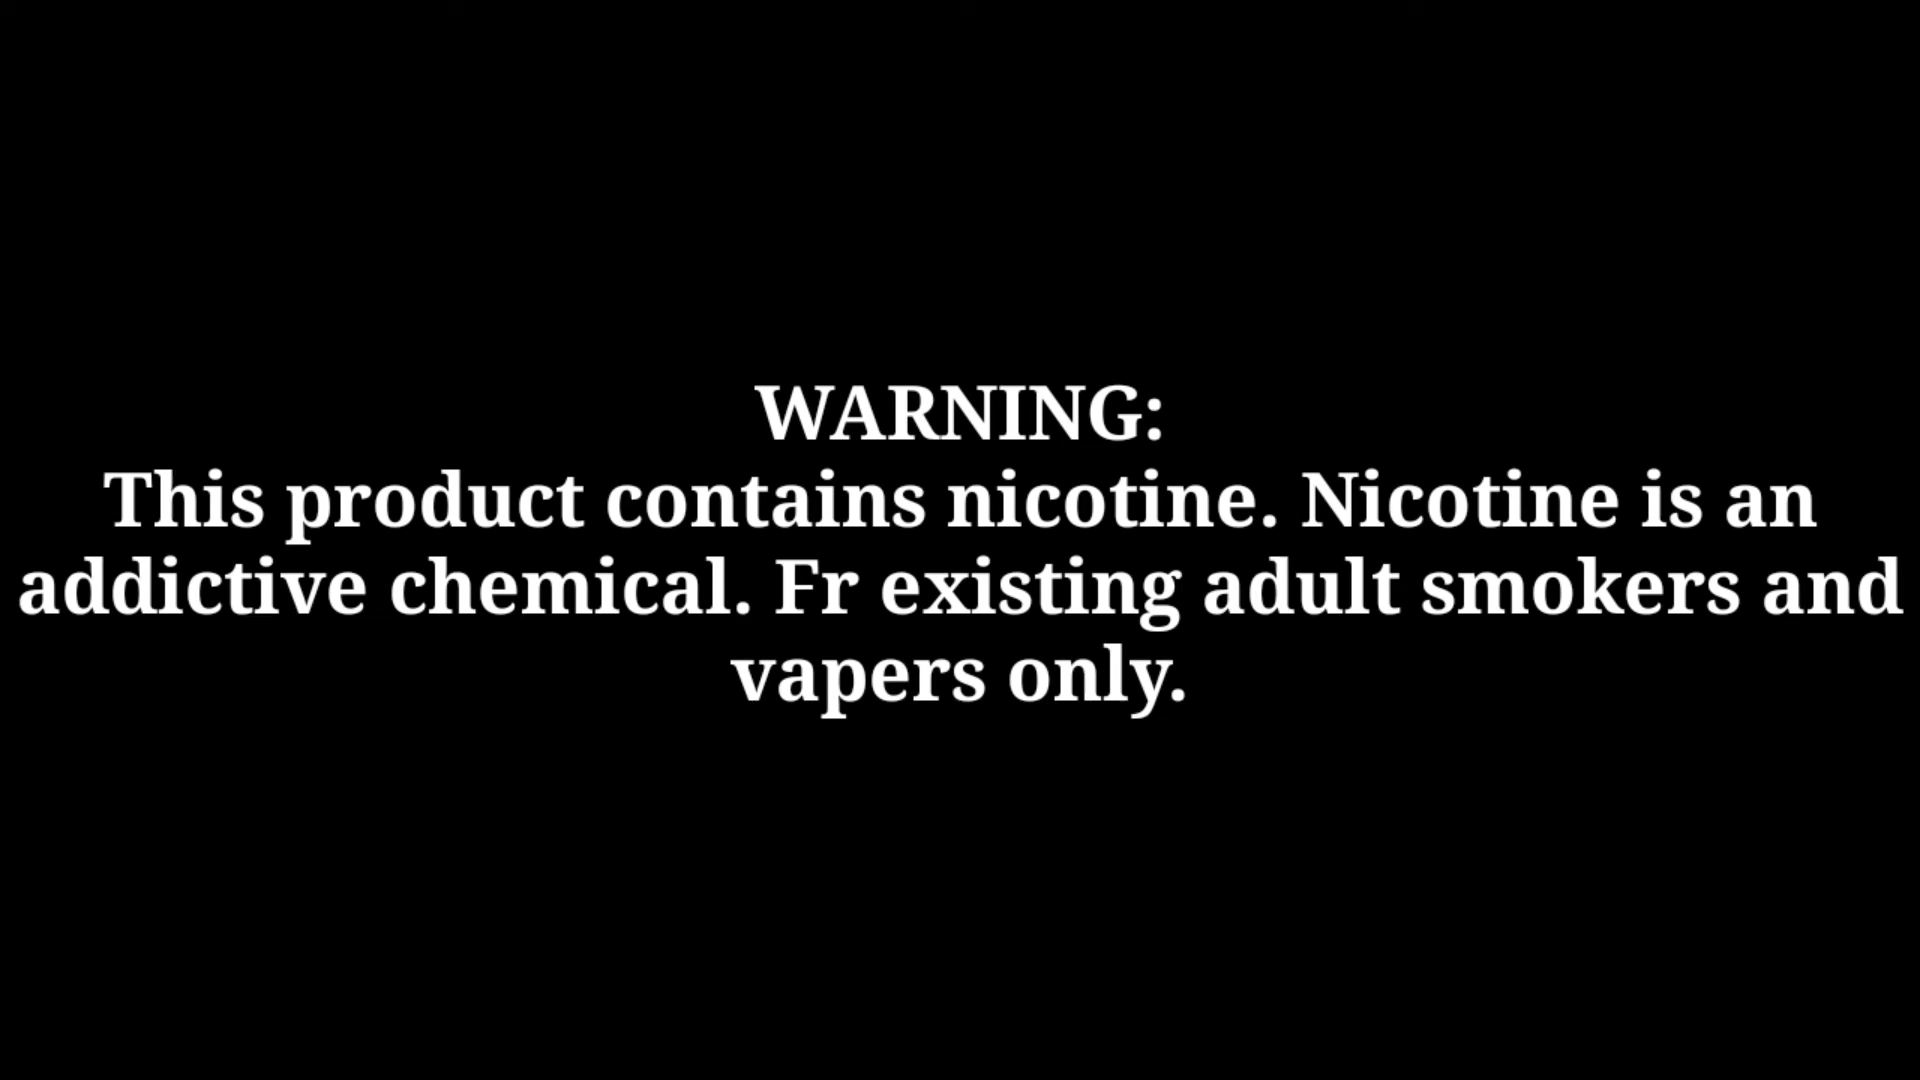 WARNING:
This product contains nicotine. Nicotine is an
addictive chemical. Fr existing adult smokers and
vapers only.